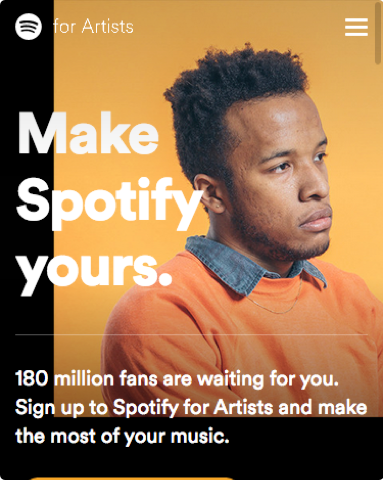 for Artists
Make
Spotify
yours.
180 million fans are waiting for you.
Sign up to Spotify for Artists and make
the most of your music.